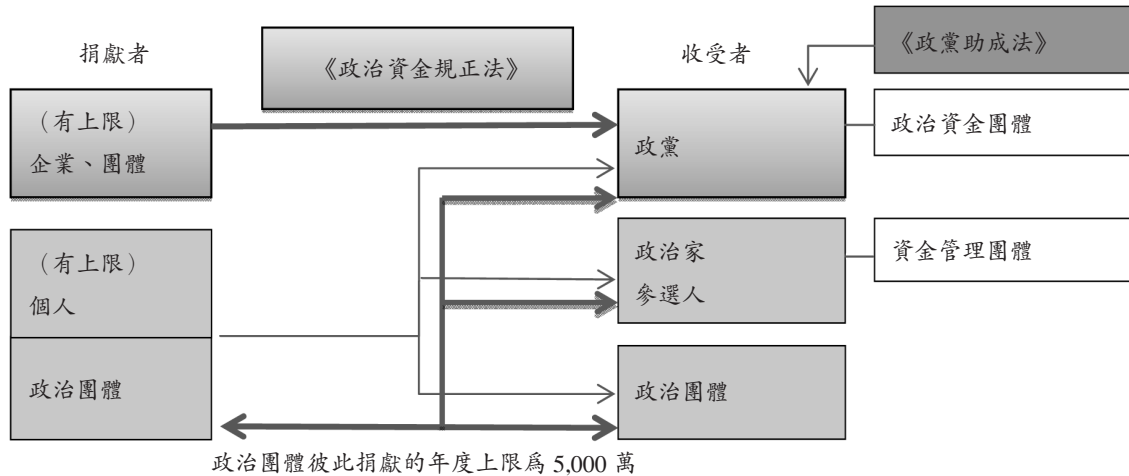 捐獻者
《政治資金規正法》
收受者
《政黨助成法》
（有上限）
企業、團體
政黨
政治資金團體
（有上限）
個人
政治家
參選人
資金管理團體
政治團體
政治團體
政治團體彼此捐獻的年度上限爲 5,000 萬